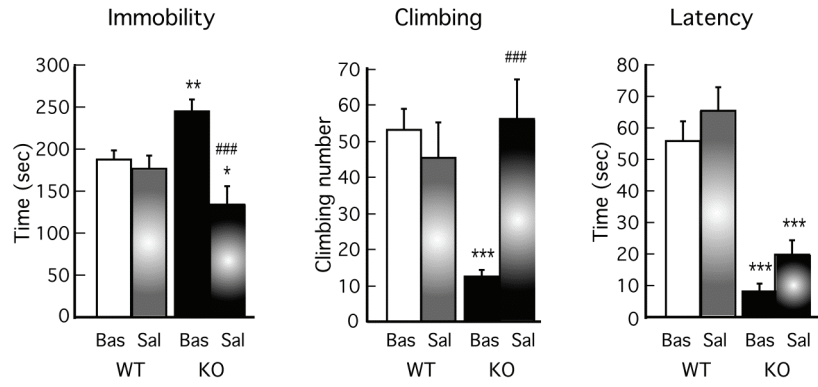 Immobility
Time (sec)
300
250
200
150
100
50
0
**
###
*
Bas Sal Bas Sal
WT KO
Climbing
Climbing number
70
60
50
40
30
20
10
0
***
###
Bas Sal Bas Sal
WT KO
Latency
Time (sec)
80
70
60
50
40
30
20
10
0
***
***
Bas Sal Bas Sal
WT KO